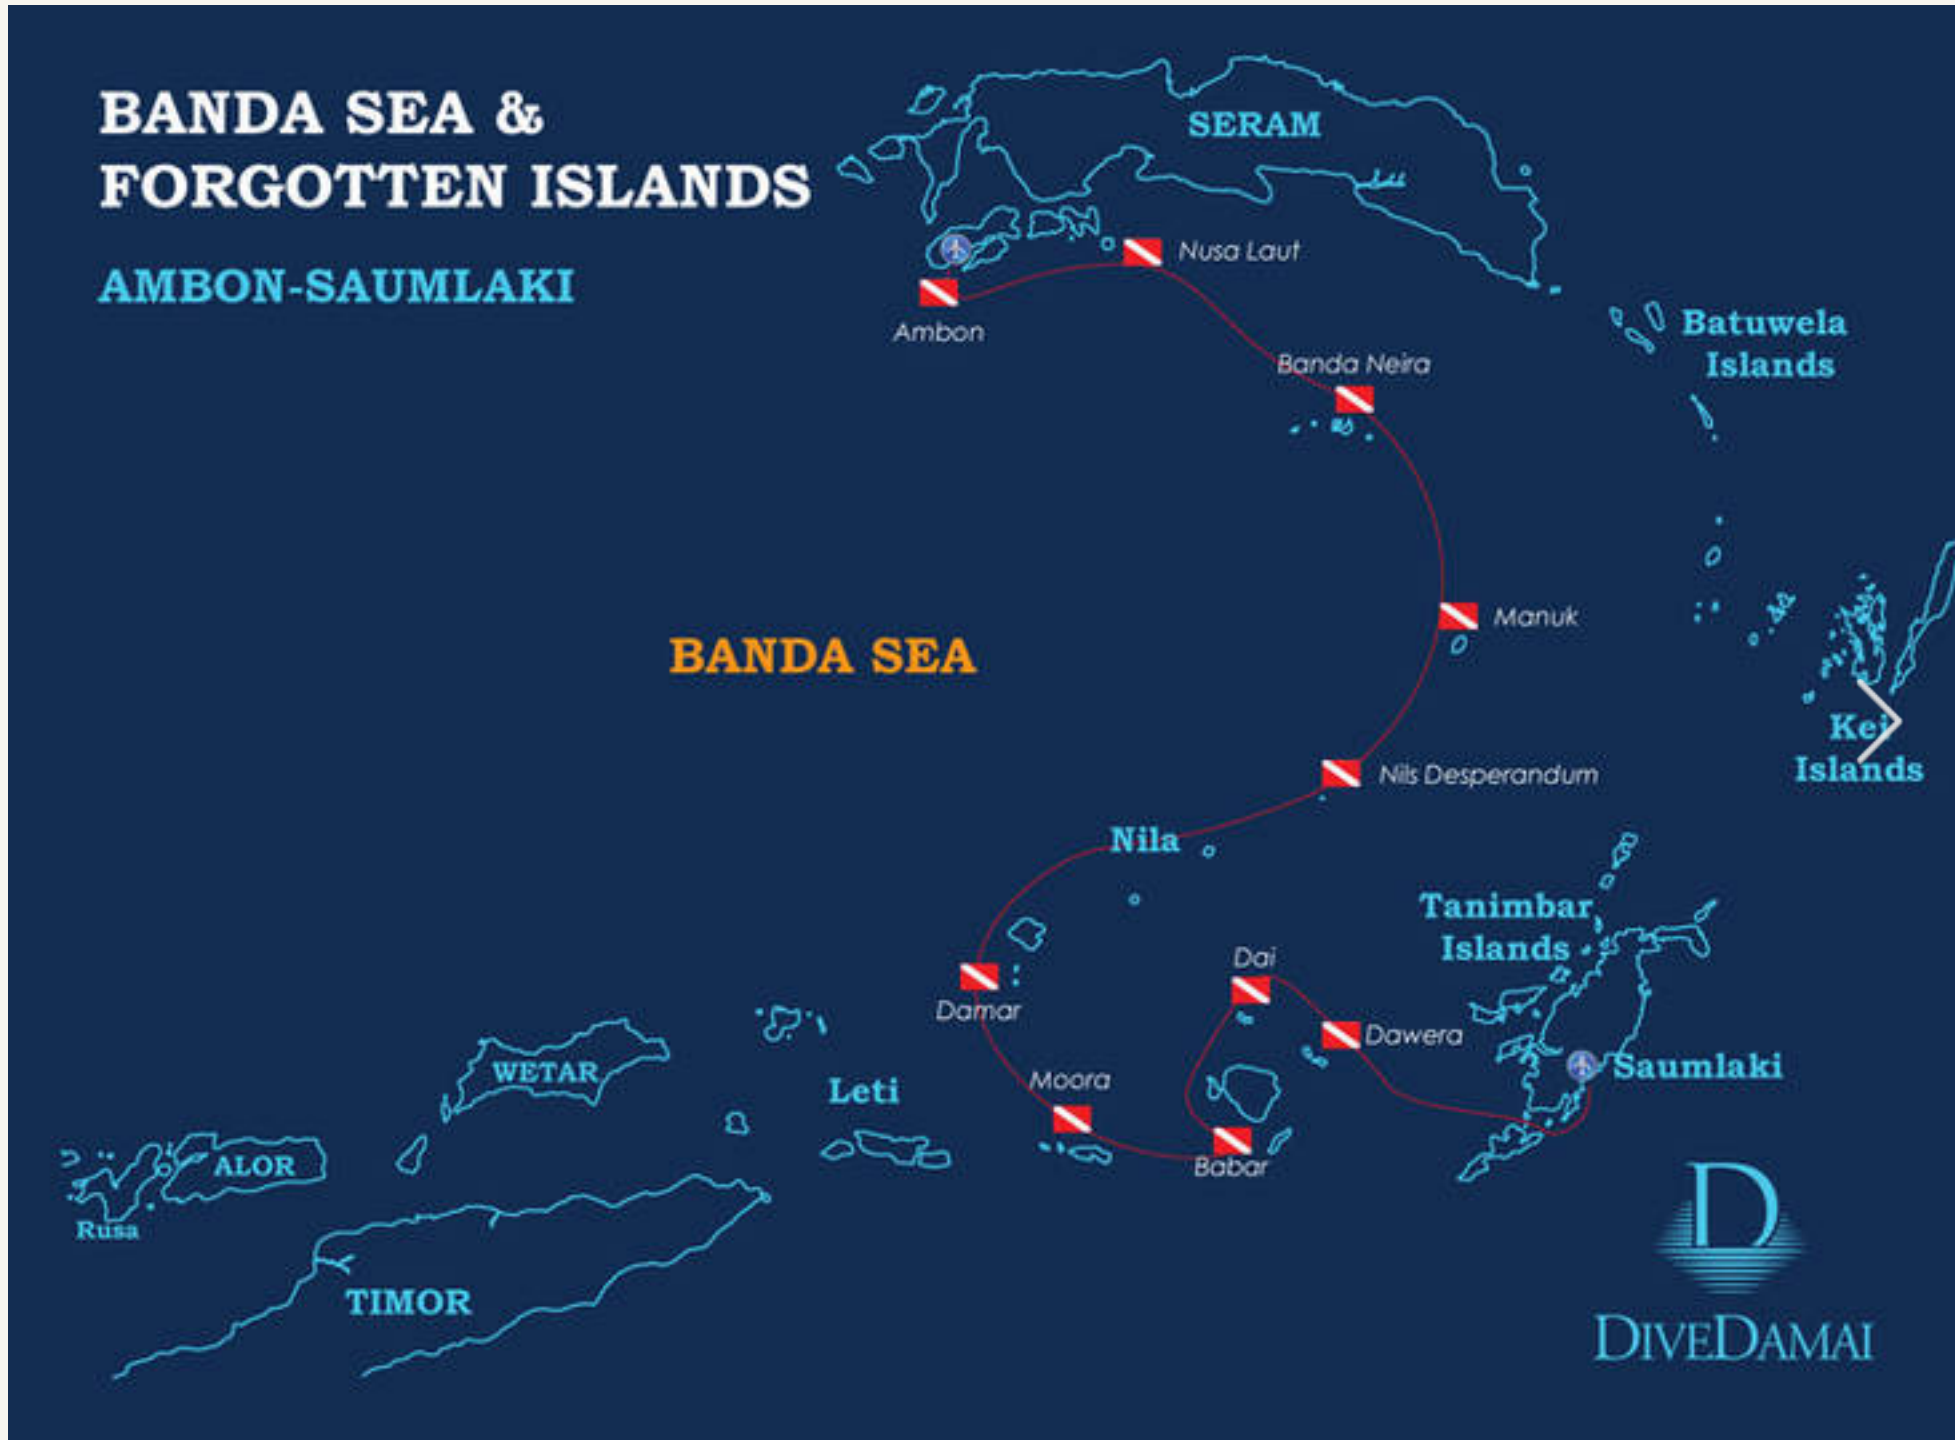 BANDA SEA &
FORGOTTEN ISLANDS
AMBON-SAUMLAKI
SERAM
Nusa Laut
Ambon
Batuwela
Islands
Banda Neira
Manuk
BANDA SEA
Kei
Islands
Nils Desperandum
Nila
Tanimbar
Islands
Dai
Damar
Dawera
WETAR
Moora
Leti
Saumlaki
ALOR
Babar
Rusa
TIMOR
D
DIVEDAMAI